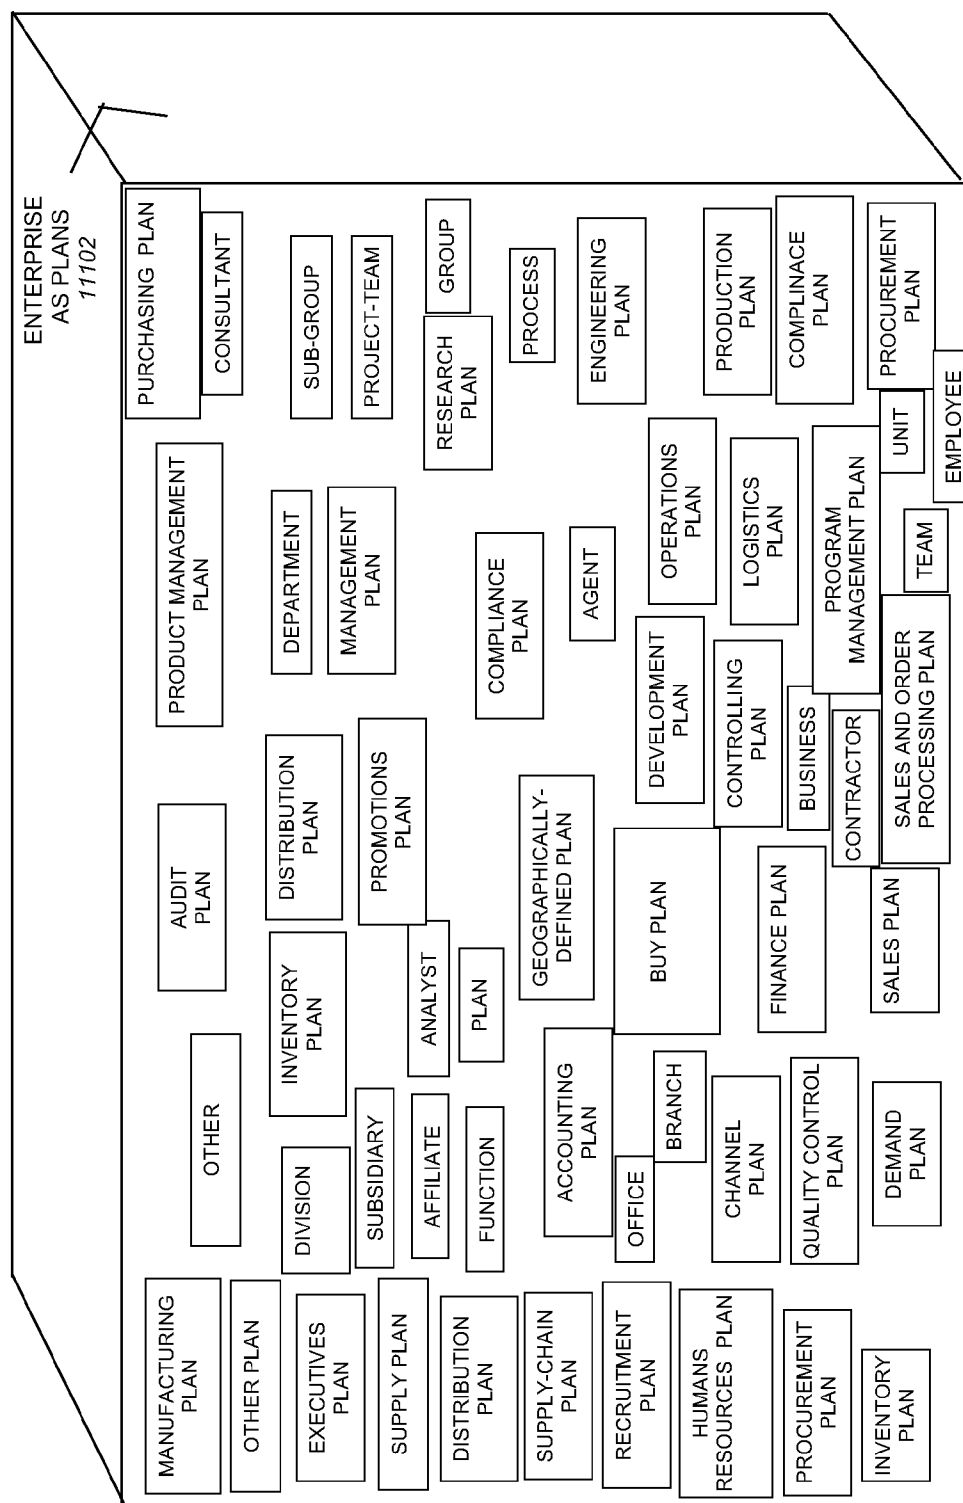 ENTERPRISE
AS PLANS
11102
MANUFACTURING
PLAN
OTHER
AUDIT
PLAN
PRODUCT MANAGEMENT
PLAN
PURCHASING PLAN
OTHER PLAN
CONSULTANT
EXECUTIVES
PLAN
DIVISION
INVENTORY
PLAN
DISTRIBUTION
PLAN
DEPARTMENT
SUB-GROUP
SUPPLY PLAN
SUBSIDIARY
PROMOTIONS
PLAN
MANAGEMENT
PLAN
PROJECT-TEAM
DISTRIBUTION
PLAN
AFFILIATE
ANALYST
RESEARCH
PLAN
GROUP
FUNCTION
PLAN
COMPLIANCE
PLAN
PROCESS
SUPPLY-CHAIN
PLAN
ACCOUNTING
PLAN
GEOGRAPHICALLY-
DEFINED PLAN
AGENT
ENGINEERING
PLAN
RECRUITMENT
PLAN
OFFICE
BRANCH
BUY PLAN
DEVELOPMENT
PLAN
OPERATIONS
PLAN
HUMANS
RESOURCES PLAN
CHANNEL
PLAN
CONTROLLING
PLAN
LOGISTICS
PLAN
PRODUCTION
PLAN
PROCUREMENT
PLAN
QUALITY CONTROL
PLAN
FINANCE PLAN
BUSINESS
PROGRAM
MANAGEMENT PLAN
COMPLINACE
PLAN
INVENTORY
PLAN
DEMAND
PLAN
SALES PLAN
CONTRACTOR
SALES AND ORDER
PROCESSING PLAN
TEAM
UNIT
EMPLOYEE
PROCUREMENT
PLAN